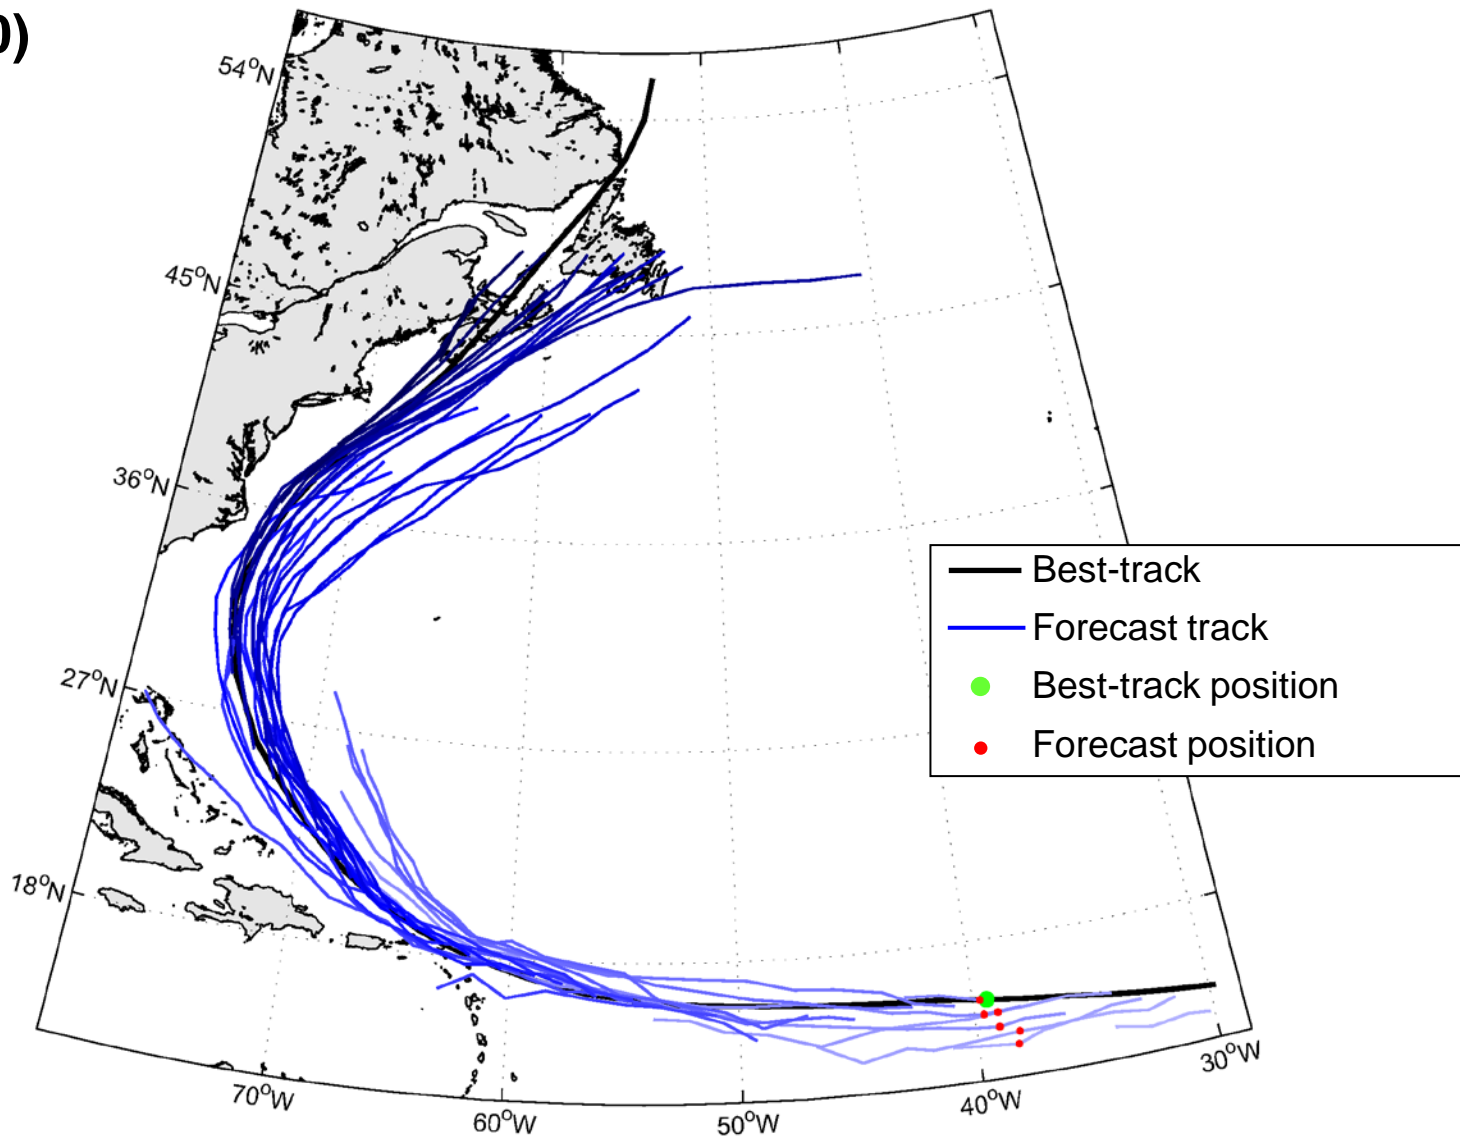 0)
54°N
45°N
36°N
27°N
18°N
70°W
60°W
50°W
40°W
30°W
Best-track
Forecast track
Best-track position
Forecast position